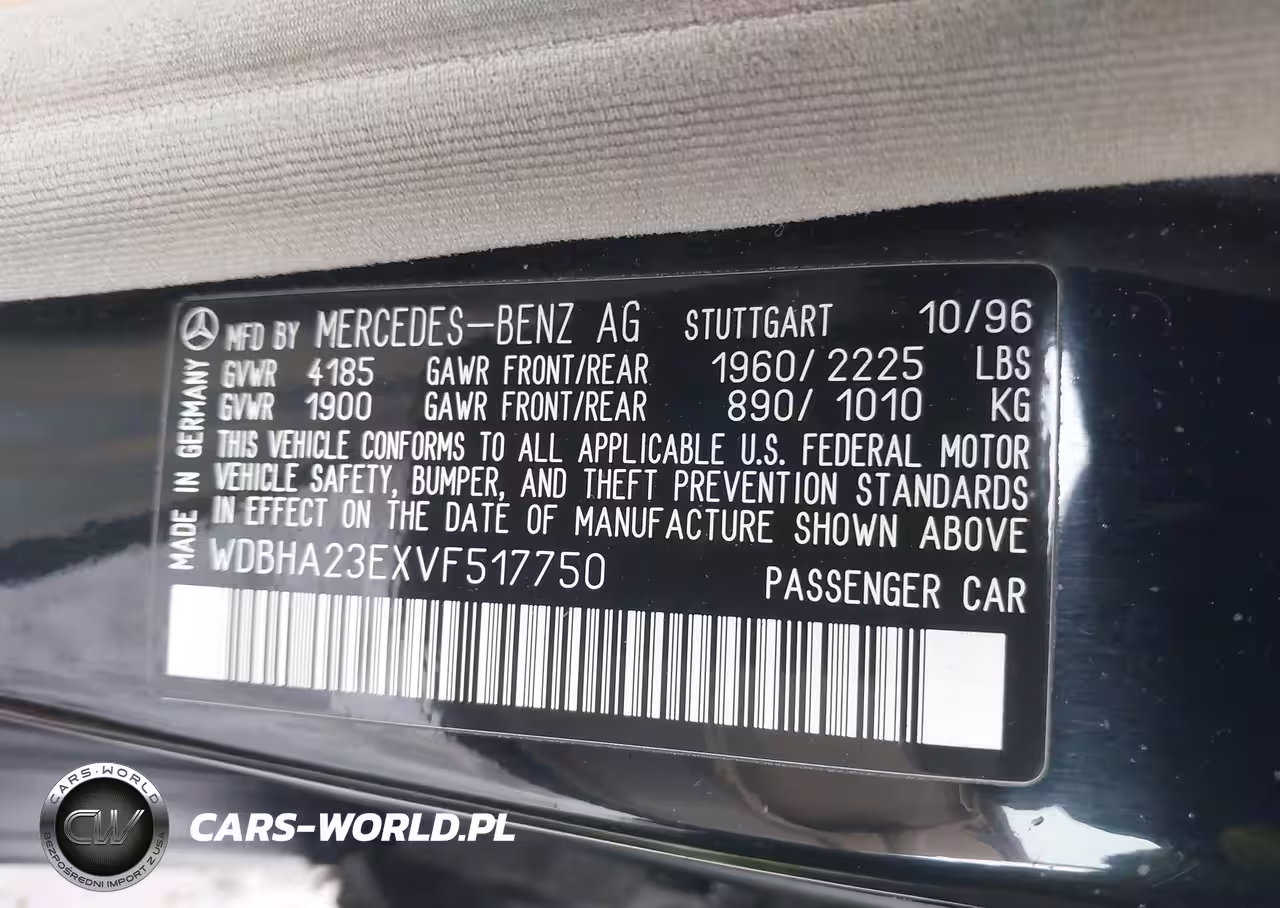 MFD BY MERCEDES-BENZ AG STUTTGART 10/96
GVWR 4185 GAWR FRONT/REAR 1960/2225 LBS
GVWR 1900 GAWR FRONT/REAR 890/1010 KG
THIS VEHICLE CONFORMS TO ALL APPLICABLE U.S. FEDERAL MOTOR
VEHICLE SAFETY, BUMPER, AND THEFT PREVENTION STANDARDS
IN EFFECT ON THE DATE OF MANUFACTURE SHOWN ABOVE
WDBHA23EXVF517750 PASSENGER CAR
MADE IN GERMANY
CARS-WORLD
CW
BEZPOŚREDNI IMPORT Z USA
CARS-WORLD.PL